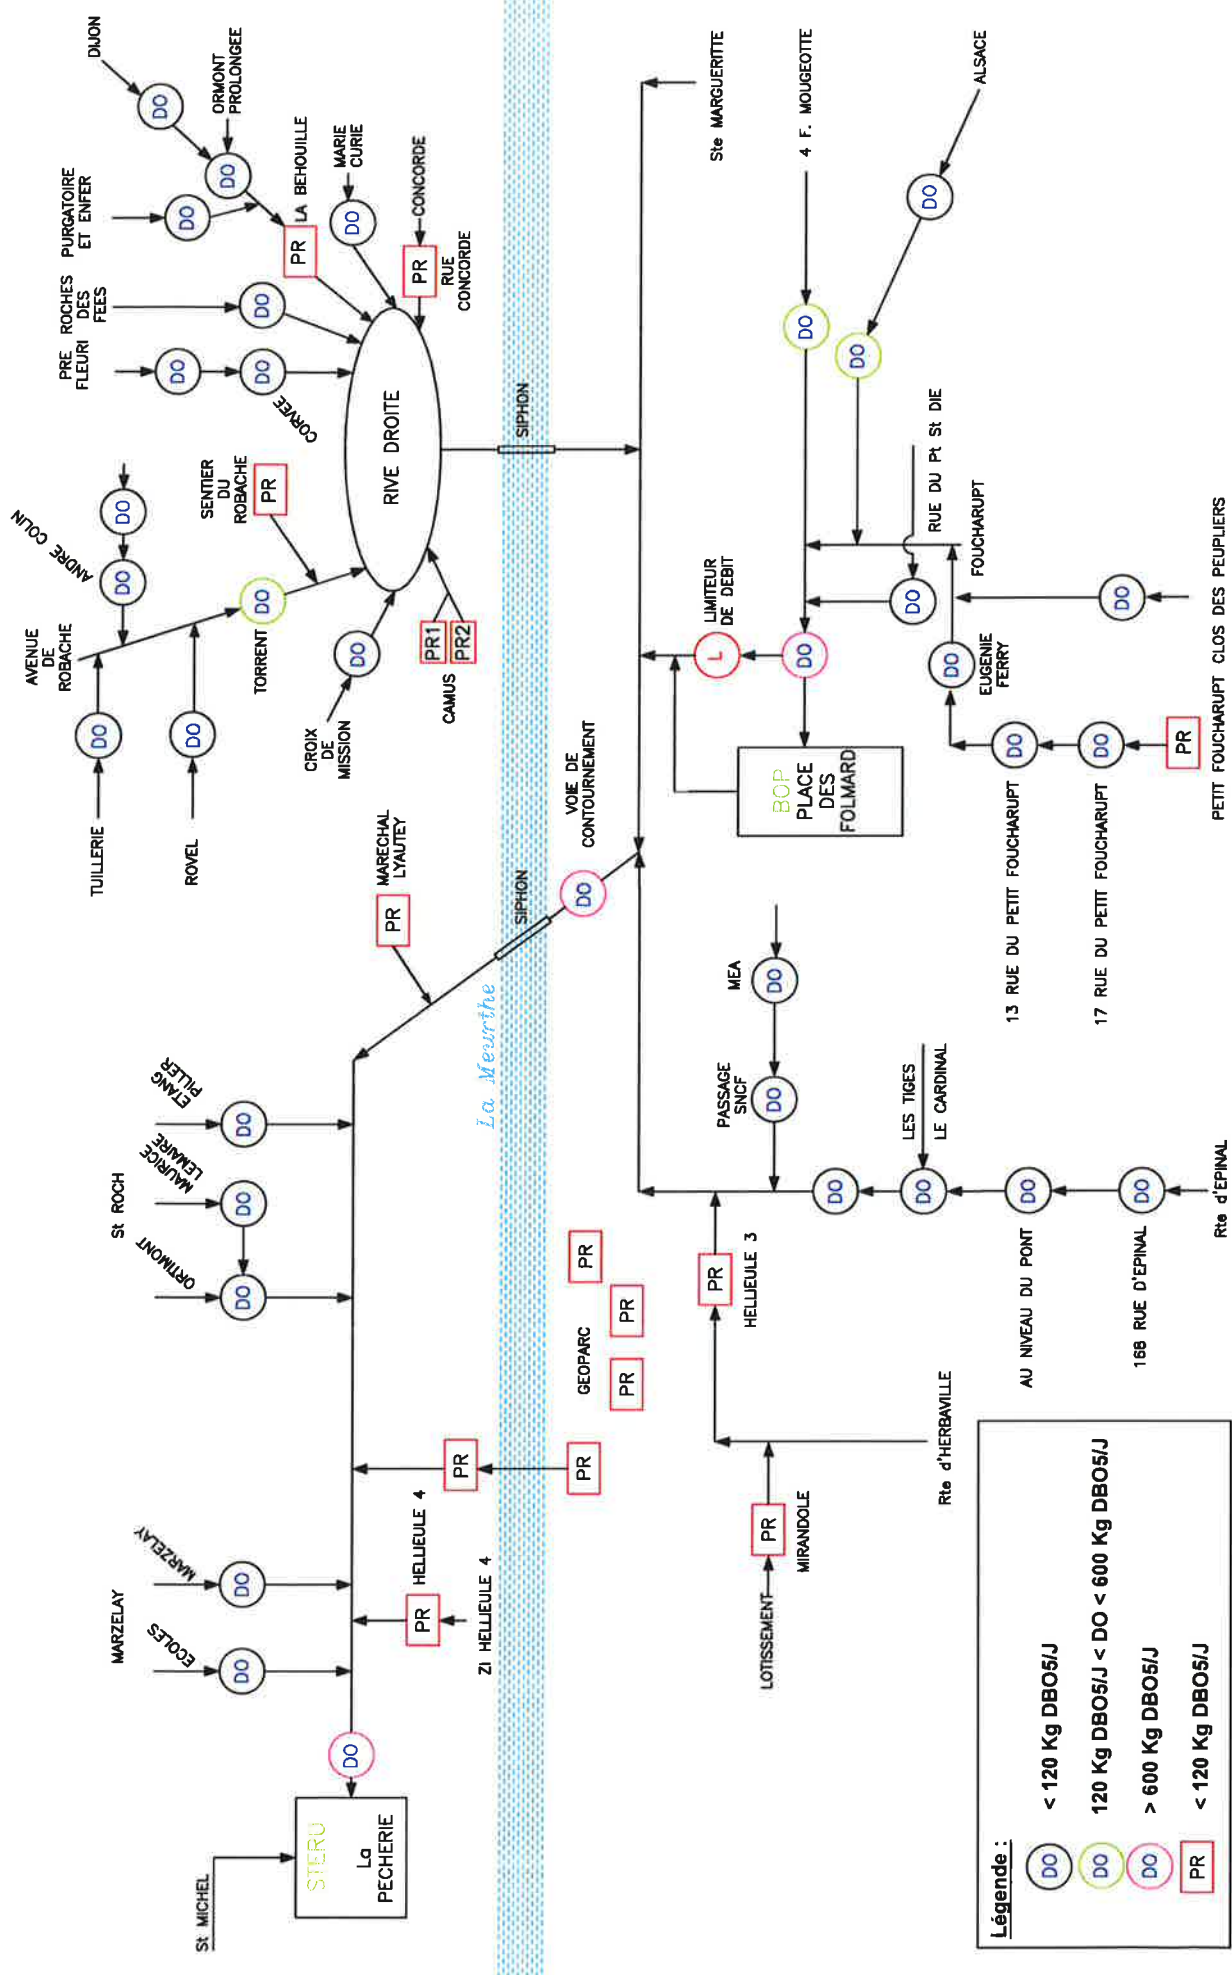 St MICHEL
STERU
La
PECHERIE
DO
MARZELAY
ECOLES
DO
MARZELAY
DO
PR
HELLIEULE 4
ZI HELLIEULE 4
PR
PR
GEOPARC
PR
PR
PR
St ROCH
ORTIMONT
DO
MAURICE
LEMAIRE
DO
ETANG
PILLER
DO
MARECHAL
LYAUTEY
PR
La Meurthe
SIPHON
DO
VOIE DE
CONTOURNEMENT
TUILLERIE
DO
ROVEL
DO
AVENUE
DE
ROBACHE
ANDRE COLIN
DO
DO
TORRENT
DO
SENTIER
DU
ROBACHE
PR
CROIX
DE
MISSION
DO
CAMUS
PR1
PR2
RIVE DROITE
PRE
FLEURI
DO
DO
CORVEE
ROCHES
DES
FEES
DO
PURGATOIRE
ET ENFER
DO
DIJON
DO
ORMONT
PROLONGEE
DO
LA BEHOUILLE
PR
MARIE
CURIE
DO
CONCORDE
PR
RUE
CONCORDE
SIPHON
Ste MARGUERITTE
4 F. MOUGEOTTE
DO
ALSACE
DO
DO
RUE DU Pt St DIE
DO
FOUCHARUPT
LIMITEUR
DE DEBIT
L
DO
BOP
PLACE
DES
FOLMARD
EUGENIE
FERRY
DO
DO
PETIT FOUCHARUPT CLOS DES PEUPLIERS
13 RUE DU PETIT FOUCHARUPT
DO
17 RUE DU PETIT FOUCHARUPT
DO
PR
MEA
DO
PASSAGE
SNCF
DO
DO
LES TIGES
LE CARDINAL
DO
AU NIVEAU DU PONT
DO
168 RUE D'EPINAL
DO
Rte d'EPINAL
HELLIEULE 3
PR
Rte d'HERBAVILLE
LOTISSEMENT
PR
MIRANDOLE
Légende :
DO < 120 Kg DBO5/J
DO 120 Kg DBO5/J < DO < 600 Kg DBO5/J
DO > 600 Kg DBO5/J
PR < 120 Kg DBO5/J